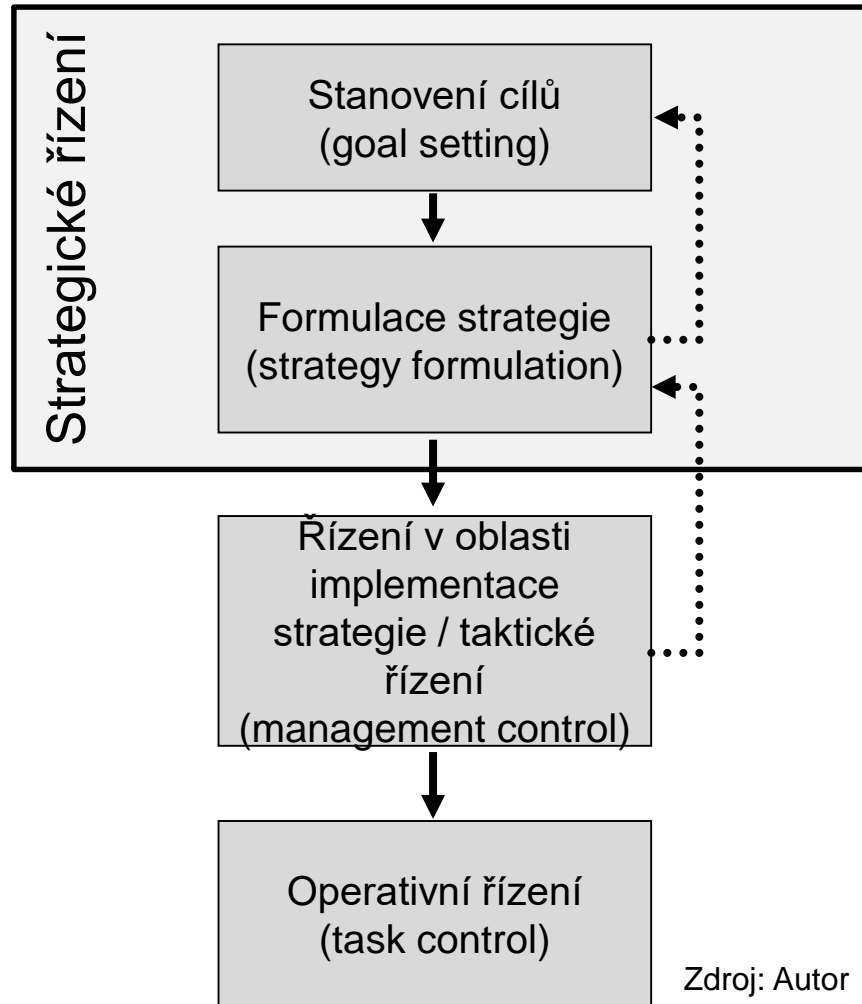 Strategické řízení
Stanovení cílů
(goal setting)
Formulace strategie
(strategy formulation)
Řízení v oblasti
implementace
strategie / taktické
řízení
(management control)
Operativní řízení
(task control)
Zdroj: Autor